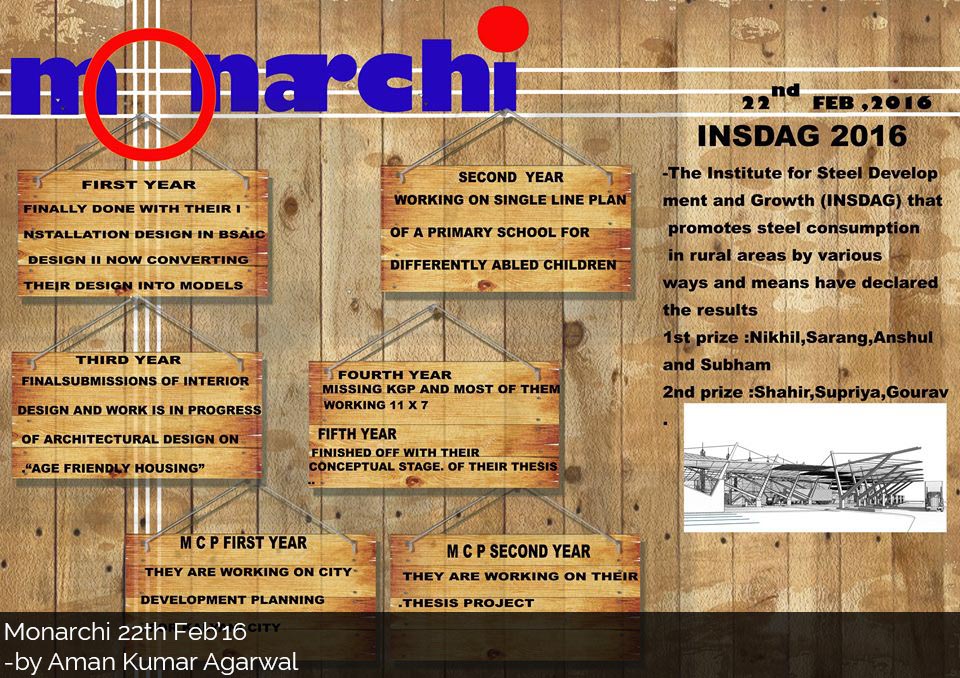 monarchi
22nd FEB ,2016
INSDAG 2016
-The Institute for Steel Develop
ment and Growth (INSDAG) that
promotes steel consumption
in rural areas by various
ways and means have declared
the results
1st prize :Nikhil,Sarang,Anshul
and Subham
2nd prize :Shahir,Supriya,Gourav
.
FIRST YEAR
FINALLY DONE WITH THEIR I
NSTALLATION DESIGN IN BSAIC
DESIGN II NOW CONVERTING
THEIR DESIGN INTO MODELS
SECOND YEAR
WORKING ON SINGLE LINE PLAN
OF A PRIMARY SCHOOL FOR
DIFFERENTLY ABLED CHILDREN
THIRD YEAR
FINALSUBMISSIONS OF INTERIOR
DESIGN AND WORK IS IN PROGRESS
OF ARCHITECTURAL DESIGN ON
."AGE FRIENDLY HOUSING"
FOURTH YEAR
MISSING KGP AND MOST OF THEM
WORKING 11 X 7
FIFTH YEAR
FINISHED OFF WITH THEIR
CONCEPTUAL STAGE. OF THEIR THESIS
..
M C P FIRST YEAR
THEY ARE WORKING ON CITY
DEVELOPMENT PLANNING
CITY
M C P SECOND YEAR
THEY ARE WORKING ON THEIR
.THESIS PROJECT
Monarchi 22th Feb'16
-by Aman Kumar Agarwal